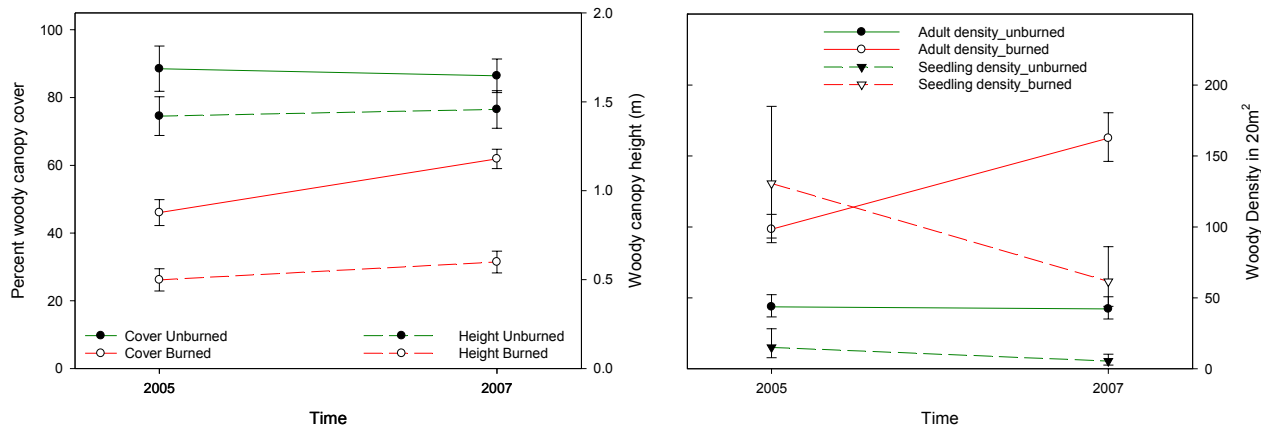 Percent woody canopy cover
100
80
60
40
20
0
2.0
1.5
1.0
0.5
0.0
Woody canopy height (m)
Cover Unburned
Cover Burned
Height Unburned
Height Burned
2005
2007
Time
Adult density_unburned
Adult density_burned
Seedling density_unburned
Seedling density_burned
200
150
100
50
0
Woody Density in 20m²
2005
2007
Time